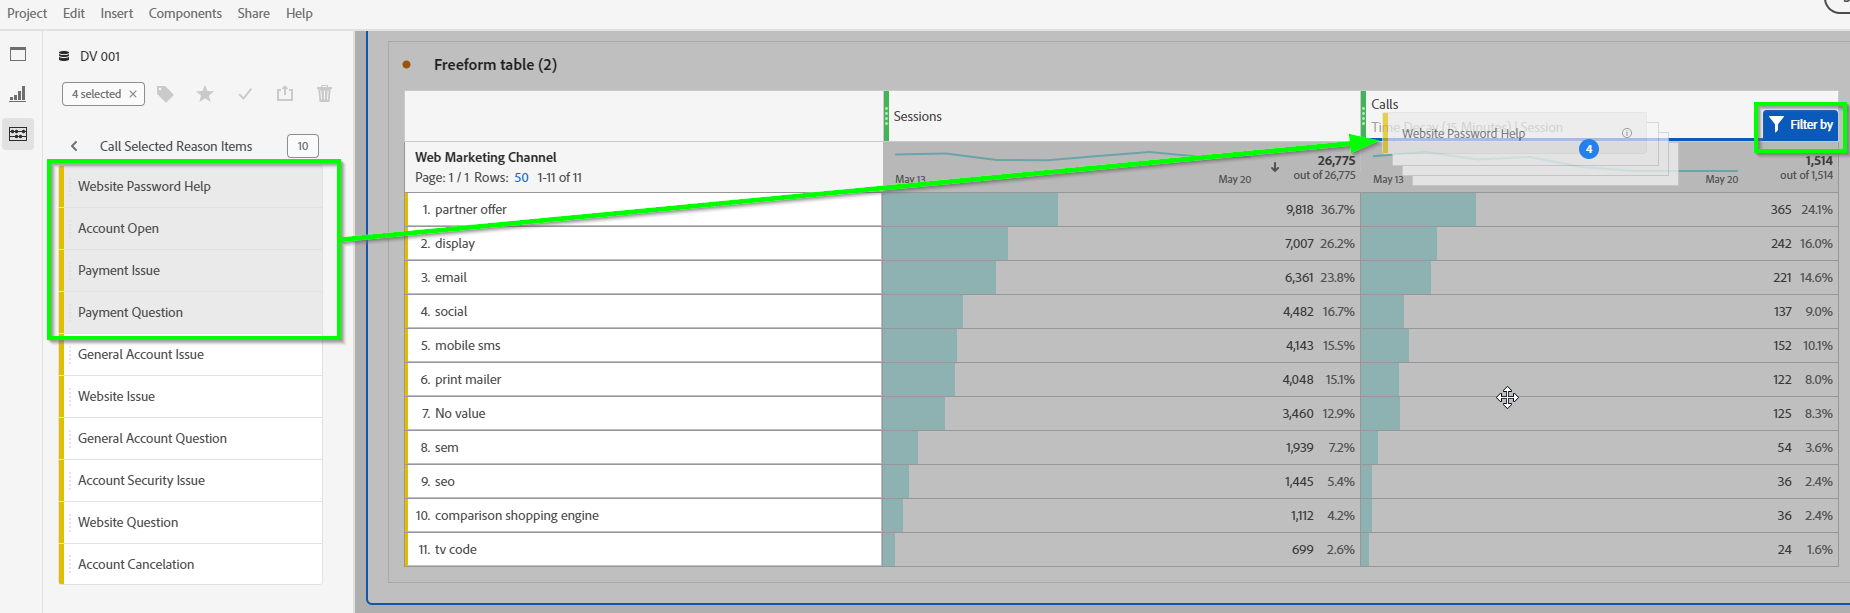 Project Edit Insert Components Share Help
DV 001
4 selected ×
Call Selected Reason Items 10
Website Password Help
Account Open
Payment Issue
Payment Question
General Account Issue
Website Issue
General Account Question
Account Security Issue
Website Question
Account Cancelation
Freeform table (2)
Sessions
Calls
Time Decay (15 Minutes) | Session
Filter by
Website Password Help
4
Web Marketing Channel
Page: 1 / 1 Rows: 50 1-11 of 11
May 13 May 20
26,775
out of 26,775
May 13 May 20
1,514
out of 1,514
1. partner offer 9,818 36.7% 365 24.1%
2. display 7,007 26.2% 242 16.0%
3. email 6,361 23.8% 221 14.6%
4. social 4,482 16.7% 137 9.0%
5. mobile sms 4,143 15.5% 152 10.1%
6. print mailer 4,048 15.1% 122 8.0%
7. No value 3,460 12.9% 125 8.3%
8. sem 1,939 7.2% 54 3.6%
9. seo 1,445 5.4% 36 2.4%
10. comparison shopping engine 1,112 4.2% 36 2.4%
11. tv code 699 2.6% 24 1.6%